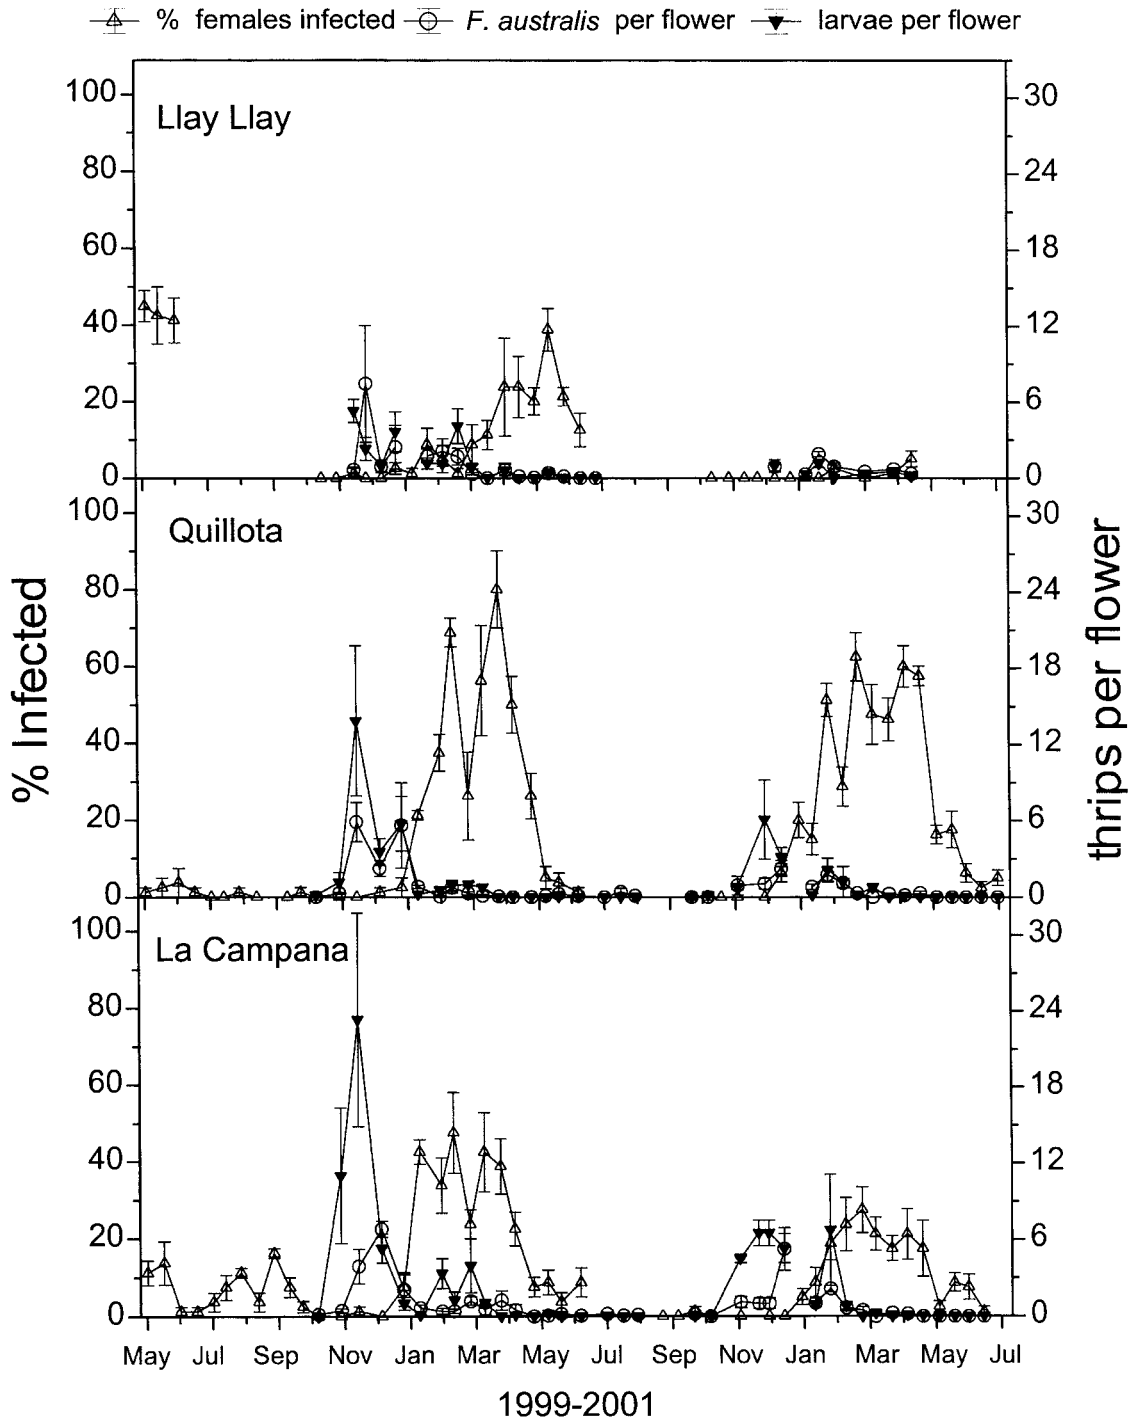 % females infected F. australis per flower larvae per flower
Llay Llay
100 30
80 24
60 18
40 12
20 6
0 0
Quillota
100 30
80 24
60 18
40 12
20 6
0 0
La Campana
100 30
80 24
60 18
40 12
20 6
0 0
% Infected
thrips per flower
May Jul Sep Nov Jan Mar May Jul Sep Nov Jan Mar May Jul
1999-2001